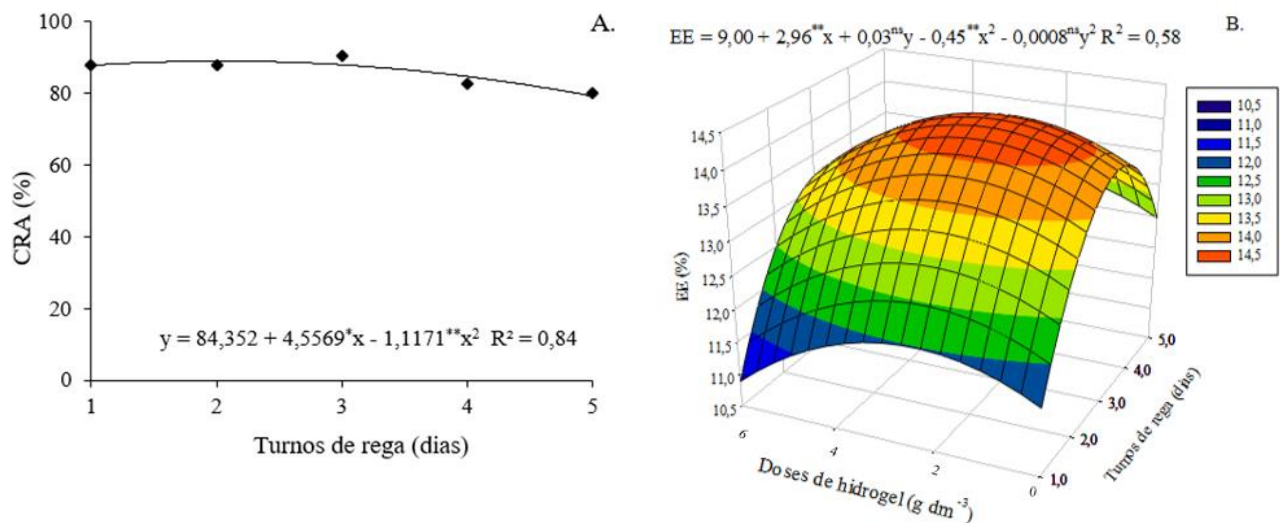 A.
100
80
60
40
20
0
CRA (%)
y = 84,352 + 4,5569*x - 1,1171**x² R² = 0,84
1 2 3 4 5
Turnos de rega (dias)
B.
EE = 9,00 + 2,96**x + 0,03ⁿˢy - 0,45**x² - 0,0008ⁿˢy² R² = 0,58
14,5
14,0
13,5
13,0
12,5
12,0
11,5
11,0
10,5
EE (%)
6 4 2 0
Doses de hidrogel (g dm⁻³)
5,0
4,0
3,0
2,0
1,0
Turnos de rega (dias)
10,5
11,0
11,5
12,0
12,5
13,0
13,5
14,0
14,5